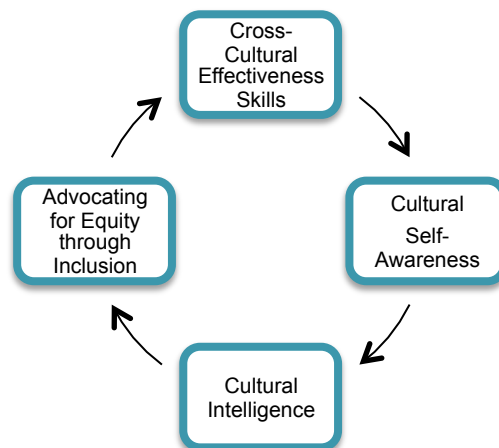 Cross-
Cultural
Effectiveness
Skills
Advocating
for Equity
through
Inclusion
Cultural
Self-
Awareness
Cultural
Intelligence